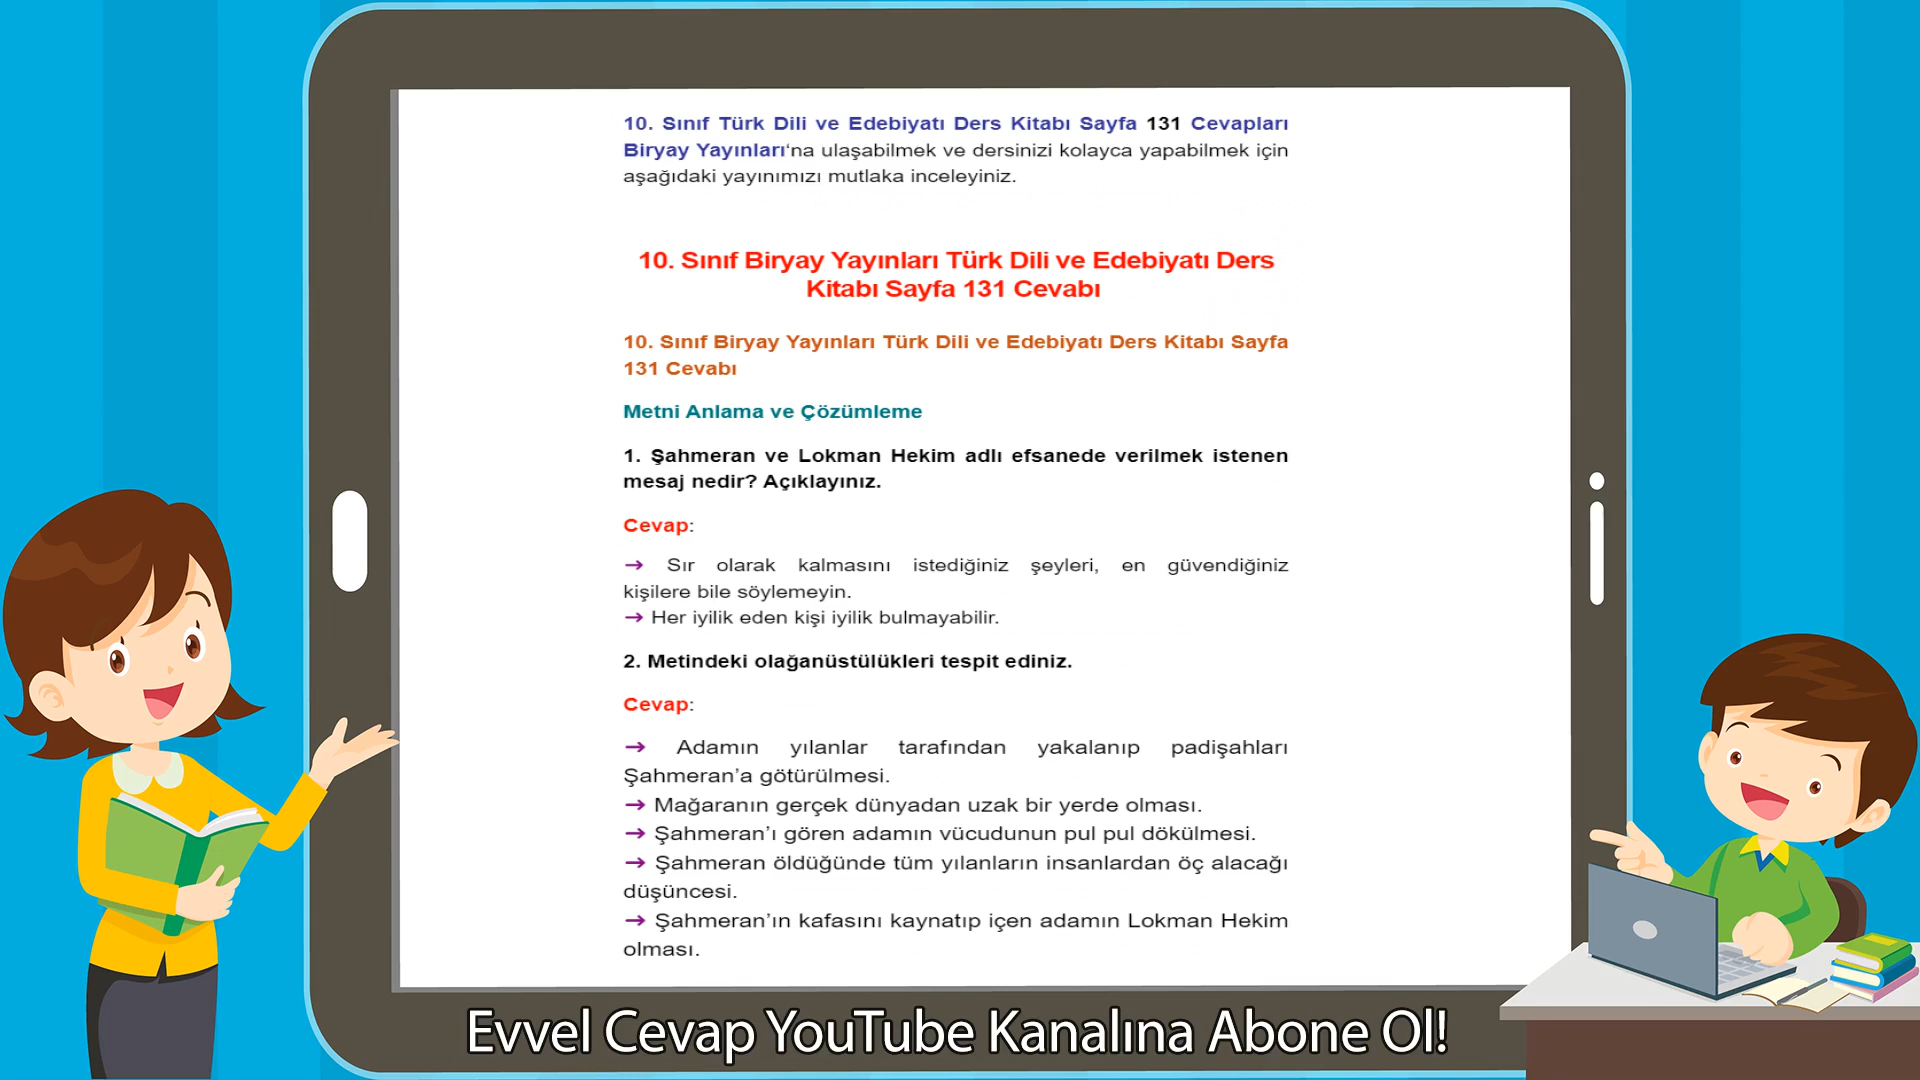 10. Sınıf Türk Dili ve Edebiyatı Ders Kitabı Sayfa 131 Cevapları
Biryay Yayınları‘na ulaşabilmek ve dersinizi kolayca yapabilmek için
aşağıdaki yayınımızı mutlaka inceleyiniz.
10. Sınıf Biryay Yayınları Türk Dili ve Edebiyatı Ders
Kitabı Sayfa 131 Cevabı
10. Sınıf Biryay Yayınları Türk Dili ve Edebiyatı Ders Kitabı Sayfa
131 Cevabı
Metni Anlama ve Çözümleme
1. Şahmeran ve Lokman Hekim adlı efsanede verilmek istenen
mesaj nedir? Açıklayınız.
Cevap:
→ Sır olarak kalmasını istediğiniz şeyleri, en güvendiğiniz
kişilere bile söylemeyin.
→ Her iyilik eden kişi iyilik bulmayabilir.
2. Metindeki olağanüstülükleri tespit ediniz.
Cevap:
→ Adamın yılanlar tarafından yakalanıp padişahları
Şahmeran’a götürülmesi.
→ Mağaranın gerçek dünyadan uzak bir yerde olması.
→ Şahmeran’ı gören adamın vücudunun pul pul dökülmesi.
→ Şahmeran öldüğünde tüm yılanların insanlardan öç alacağı
düşüncesi.
→ Şahmeran’ın kafasını kaynatıp içen adamın Lokman Hekim
olması.
Evvel Cevap YouTube Kanalına Abone Ol!